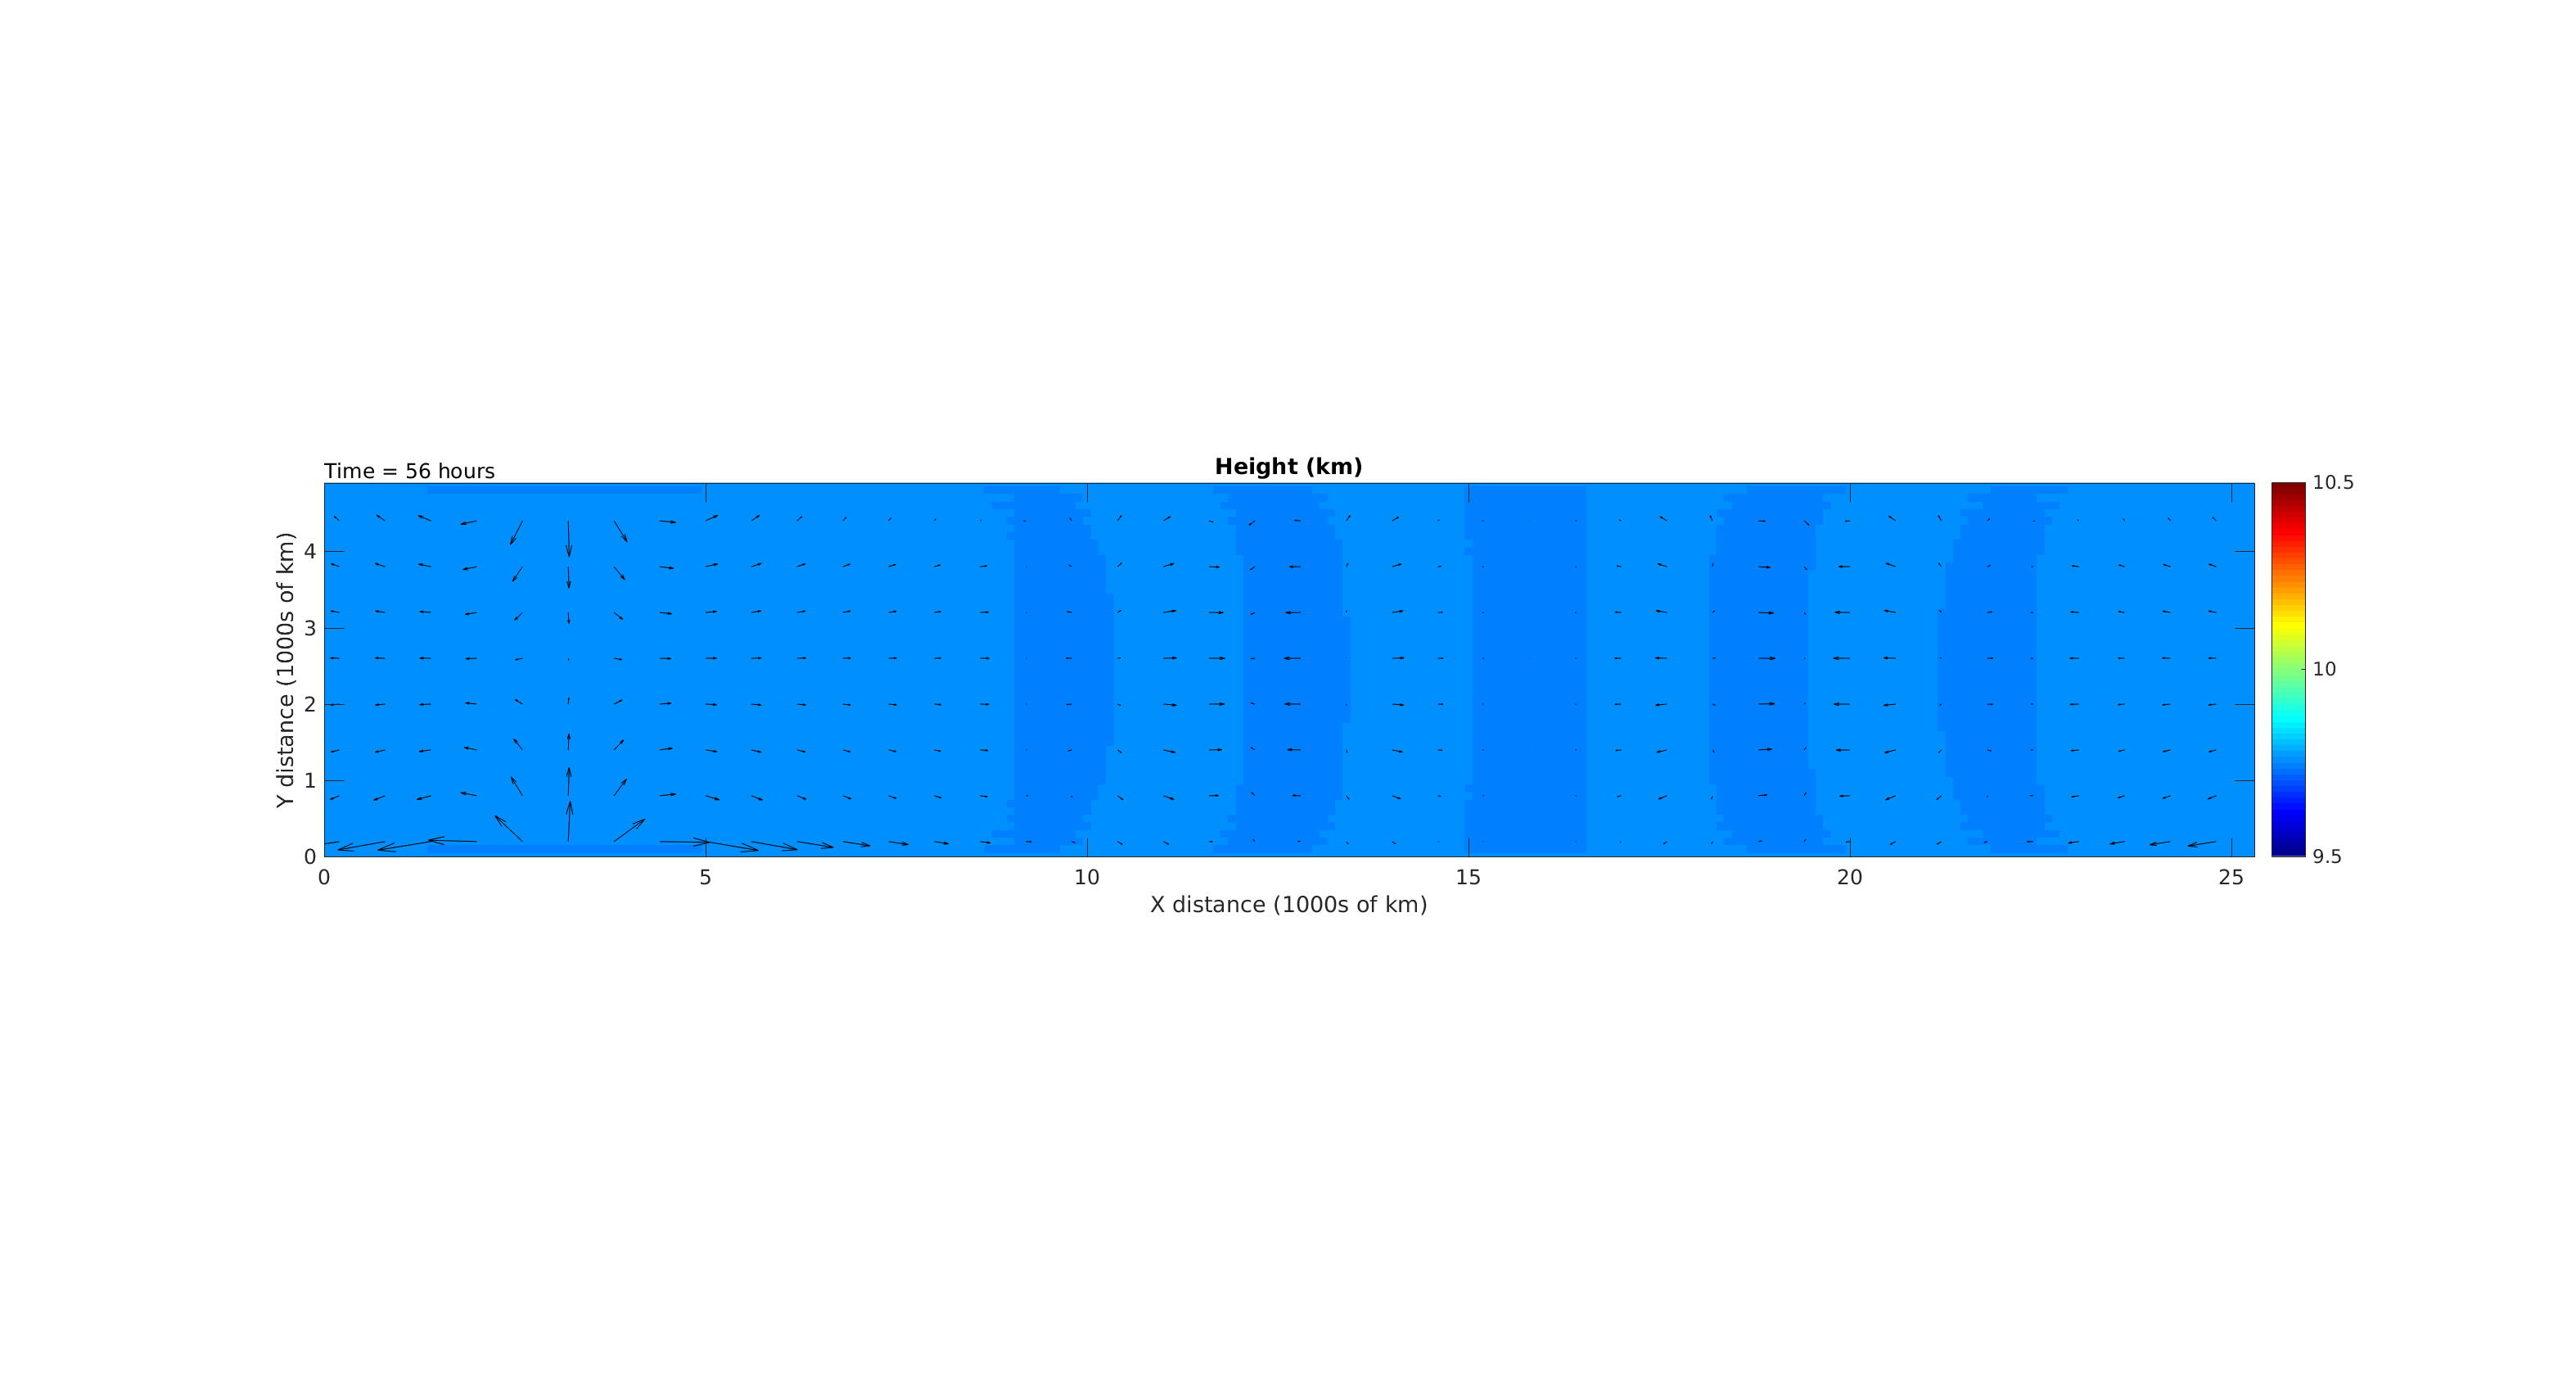 Time = 56 hours
Height (km)
10.5
10
9.5
Y distance (1000s of km)
4
3
2
1
0
0 5 10 15 20 25
X distance (1000s of km)